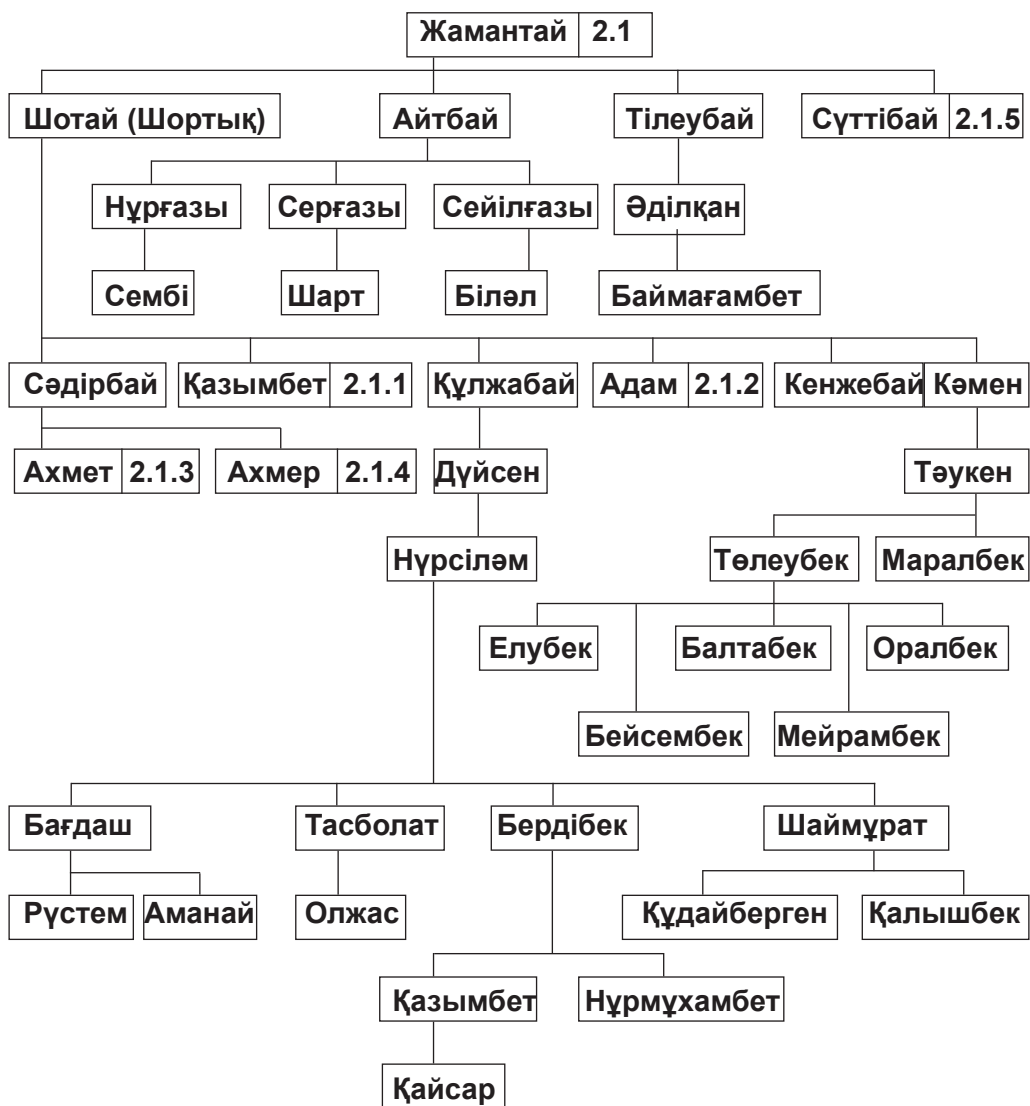 Жамантай 2.1
Шотай (Шортық) Айтбай Тілеубай Сүттібай 2.1.5
Нұрғазы Серғазы Сейілғазы Әділқан
Сембі Шарт Біләл Баймағамбет
Сәдірбай Қазымбет 2.1.1 Құлжабай Адам 2.1.2 Кенжебай Кәмен
Ахмет 2.1.3 Ахмер 2.1.4 Дүйсен Тәукен
Нүрсіләм Төлеубек Маралбек
Елубек Балтабек Оралбек
Бейсембек Мейрамбек
Бағдаш Тасболат Бердібек Шаймұрат
Рүстем Аманай Олжас Құдайберген Қалышбек
Қазымбет Нұрмұхамбет
Қайсар